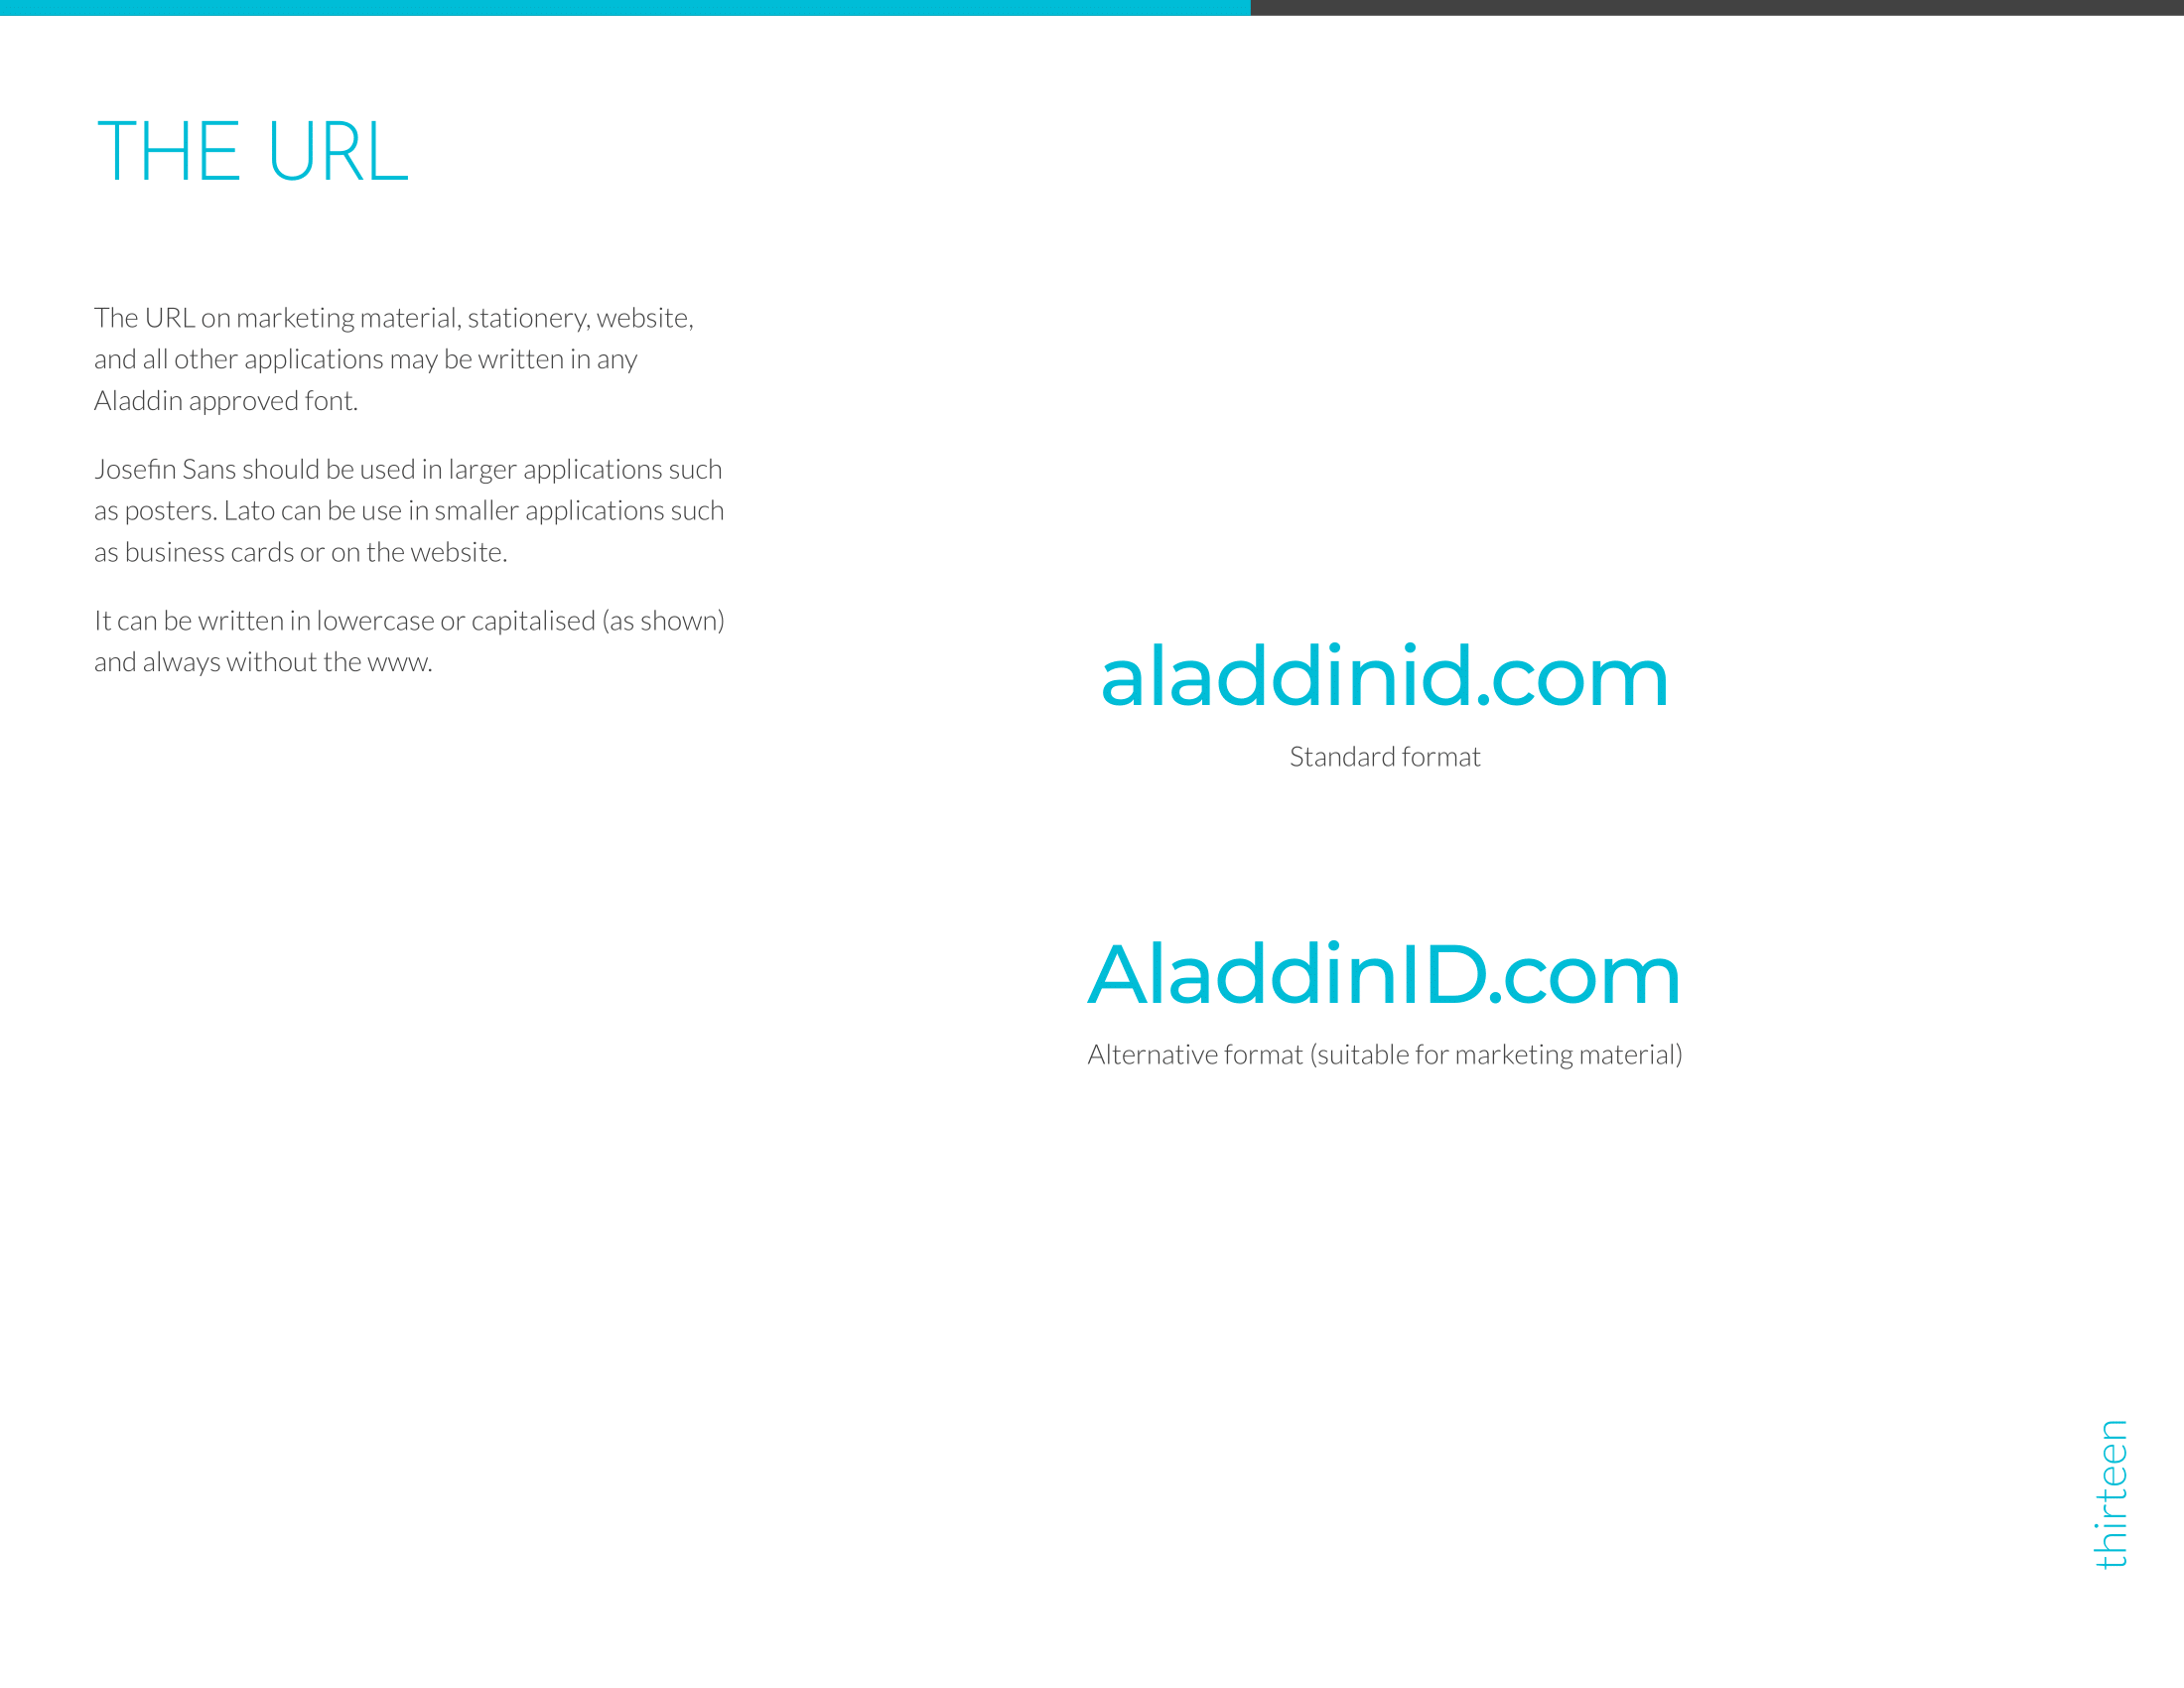 THE URL
The URL on marketing material, stationery, website,
and all other applications may be written in any
Aladdin approved font.
Josefin Sans should be used in larger applications such
as posters. Lato can be use in smaller applications such
as business cards or on the website.
It can be written in lowercase or capitalised (as shown)
and always without the www.
aladdinid.com
Standard format
AladdinID.com
Alternative format (suitable for marketing material)
thirteen